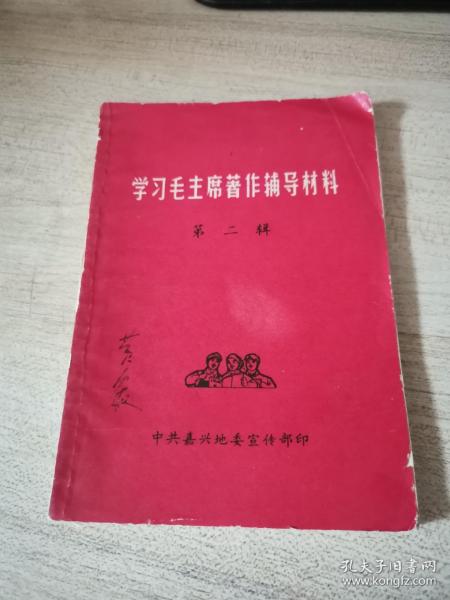 学习毛主席著作辅导材料
第二辑
中共嘉兴地委宣传部印
孔夫子旧书网
www.kongfz.com